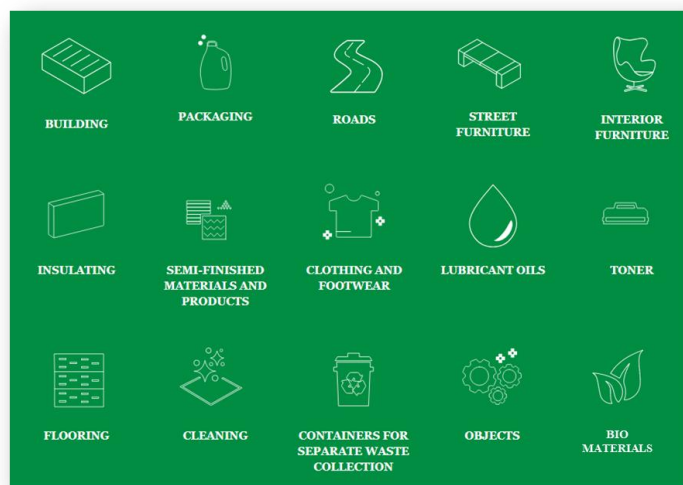 BUILDING
PACKAGING
ROADS
STREET
FURNITURE
INTERIOR
FURNITURE
INSULATING
SEMI-FINISHED
MATERIALS AND
PRODUCTS
CLOTHING AND
FOOTWEAR
LUBRICANT OILS
TONER
FLOORING
CLEANING
CONTAINERS FOR
SEPARATE WASTE
COLLECTION
OBJECTS
BIO
MATERIALS